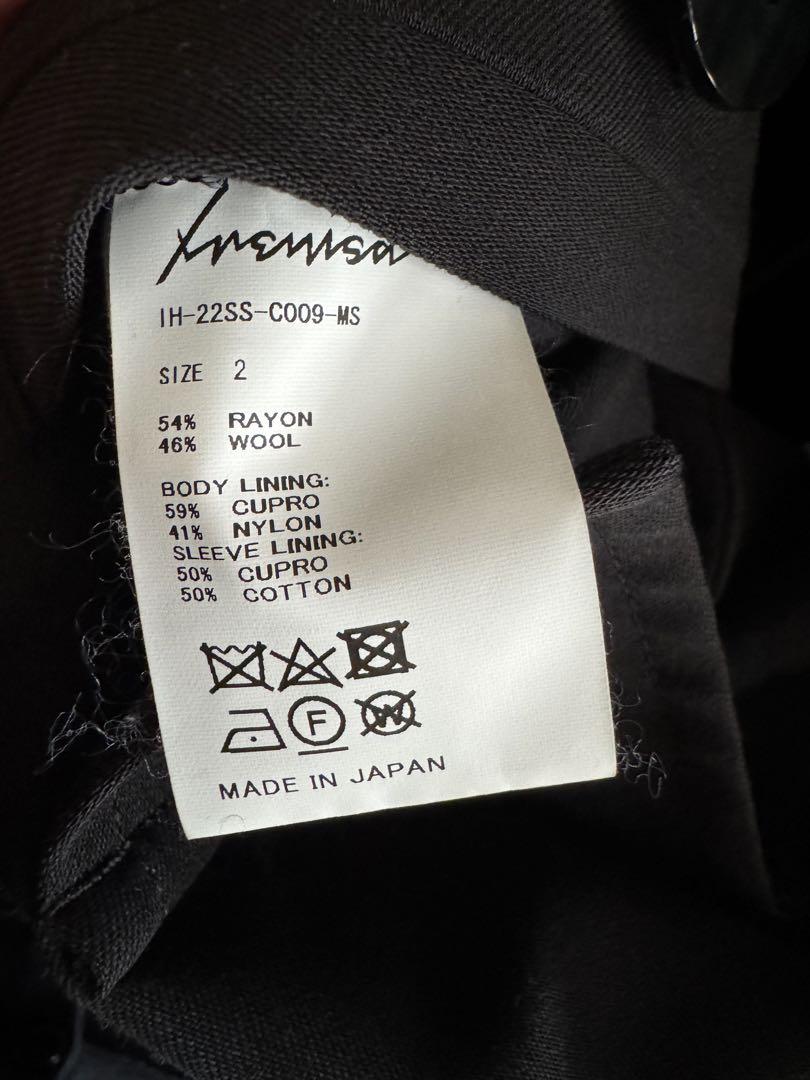 IH-22SS-C009-MS
SIZE 2
54% RAYON
46% WOOL
BODY LINING:
59% CUPRO
41% NYLON
SLEEVE LINING:
50% CUPRO
50% COTTON
F
W
MADE IN JAPAN